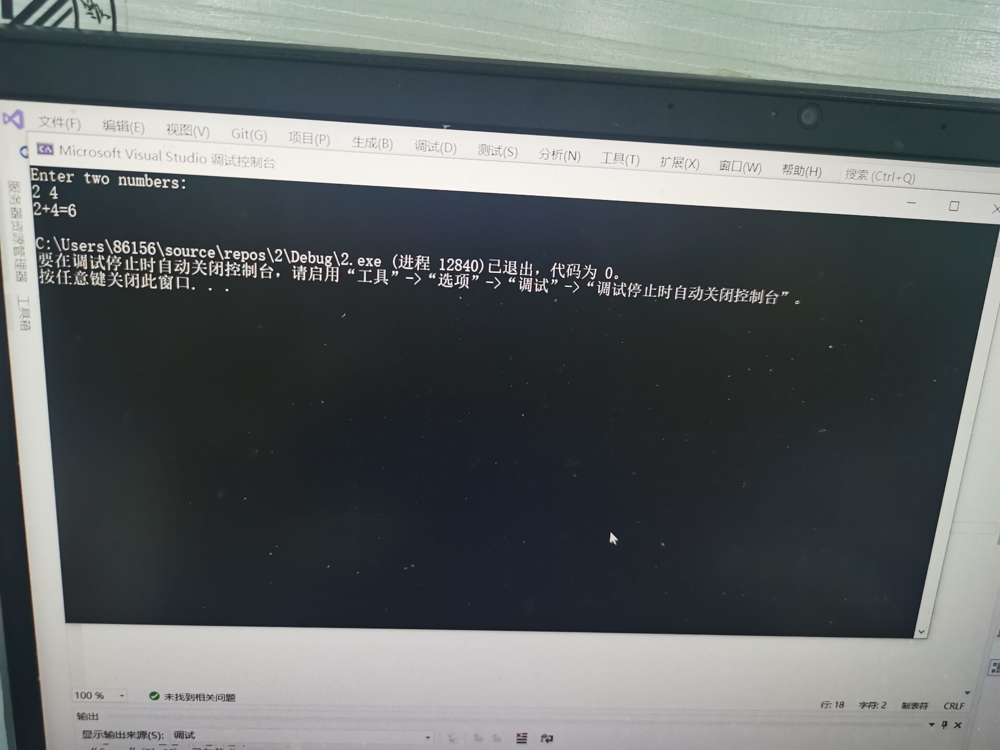 文件(F) 编辑(E) 视图(V) Git(G) 项目(P) 生成(B) 调试(D) 测试(S) 分析(N) 工具(T) 扩展(X) 窗口(W) 帮助(H) 搜索 (Ctrl+Q)
Microsoft Visual Studio 调试控制台
Enter two numbers:
2 4
2+4=6
C:\Users\86156\source\repos\2\Debug\2.exe (进程 12840)已退出，代码为 0。
要在调试停止时自动关闭控制台，请启用“工具”->“选项”->“调试”->“调试停止时自动关闭控制台”。
按任意键关闭此窗口. . .
服务器资源管理器
工具箱
100 % 未找到相关问题
行: 18 字符: 2 制表符 CRLF
输出
显示输出来源(S): 调试